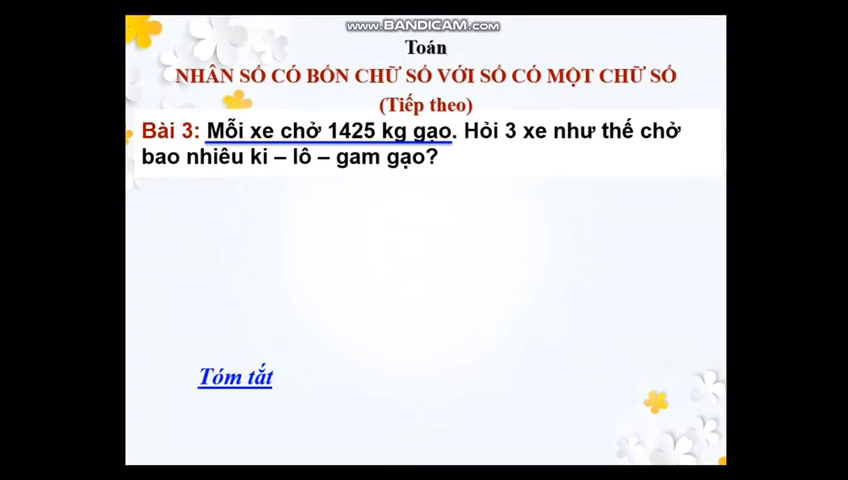 www.BANDICAM.com
Toán
NHÂN SỐ CÓ BỐN CHỮ SỐ VỚI SỐ CÓ MỘT CHỮ SỐ
(Tiếp theo)
Bài 3: Mỗi xe chở 1425 kg gạo. Hỏi 3 xe như thế chở
bao nhiêu ki – lô – gam gạo?
Tóm tắt